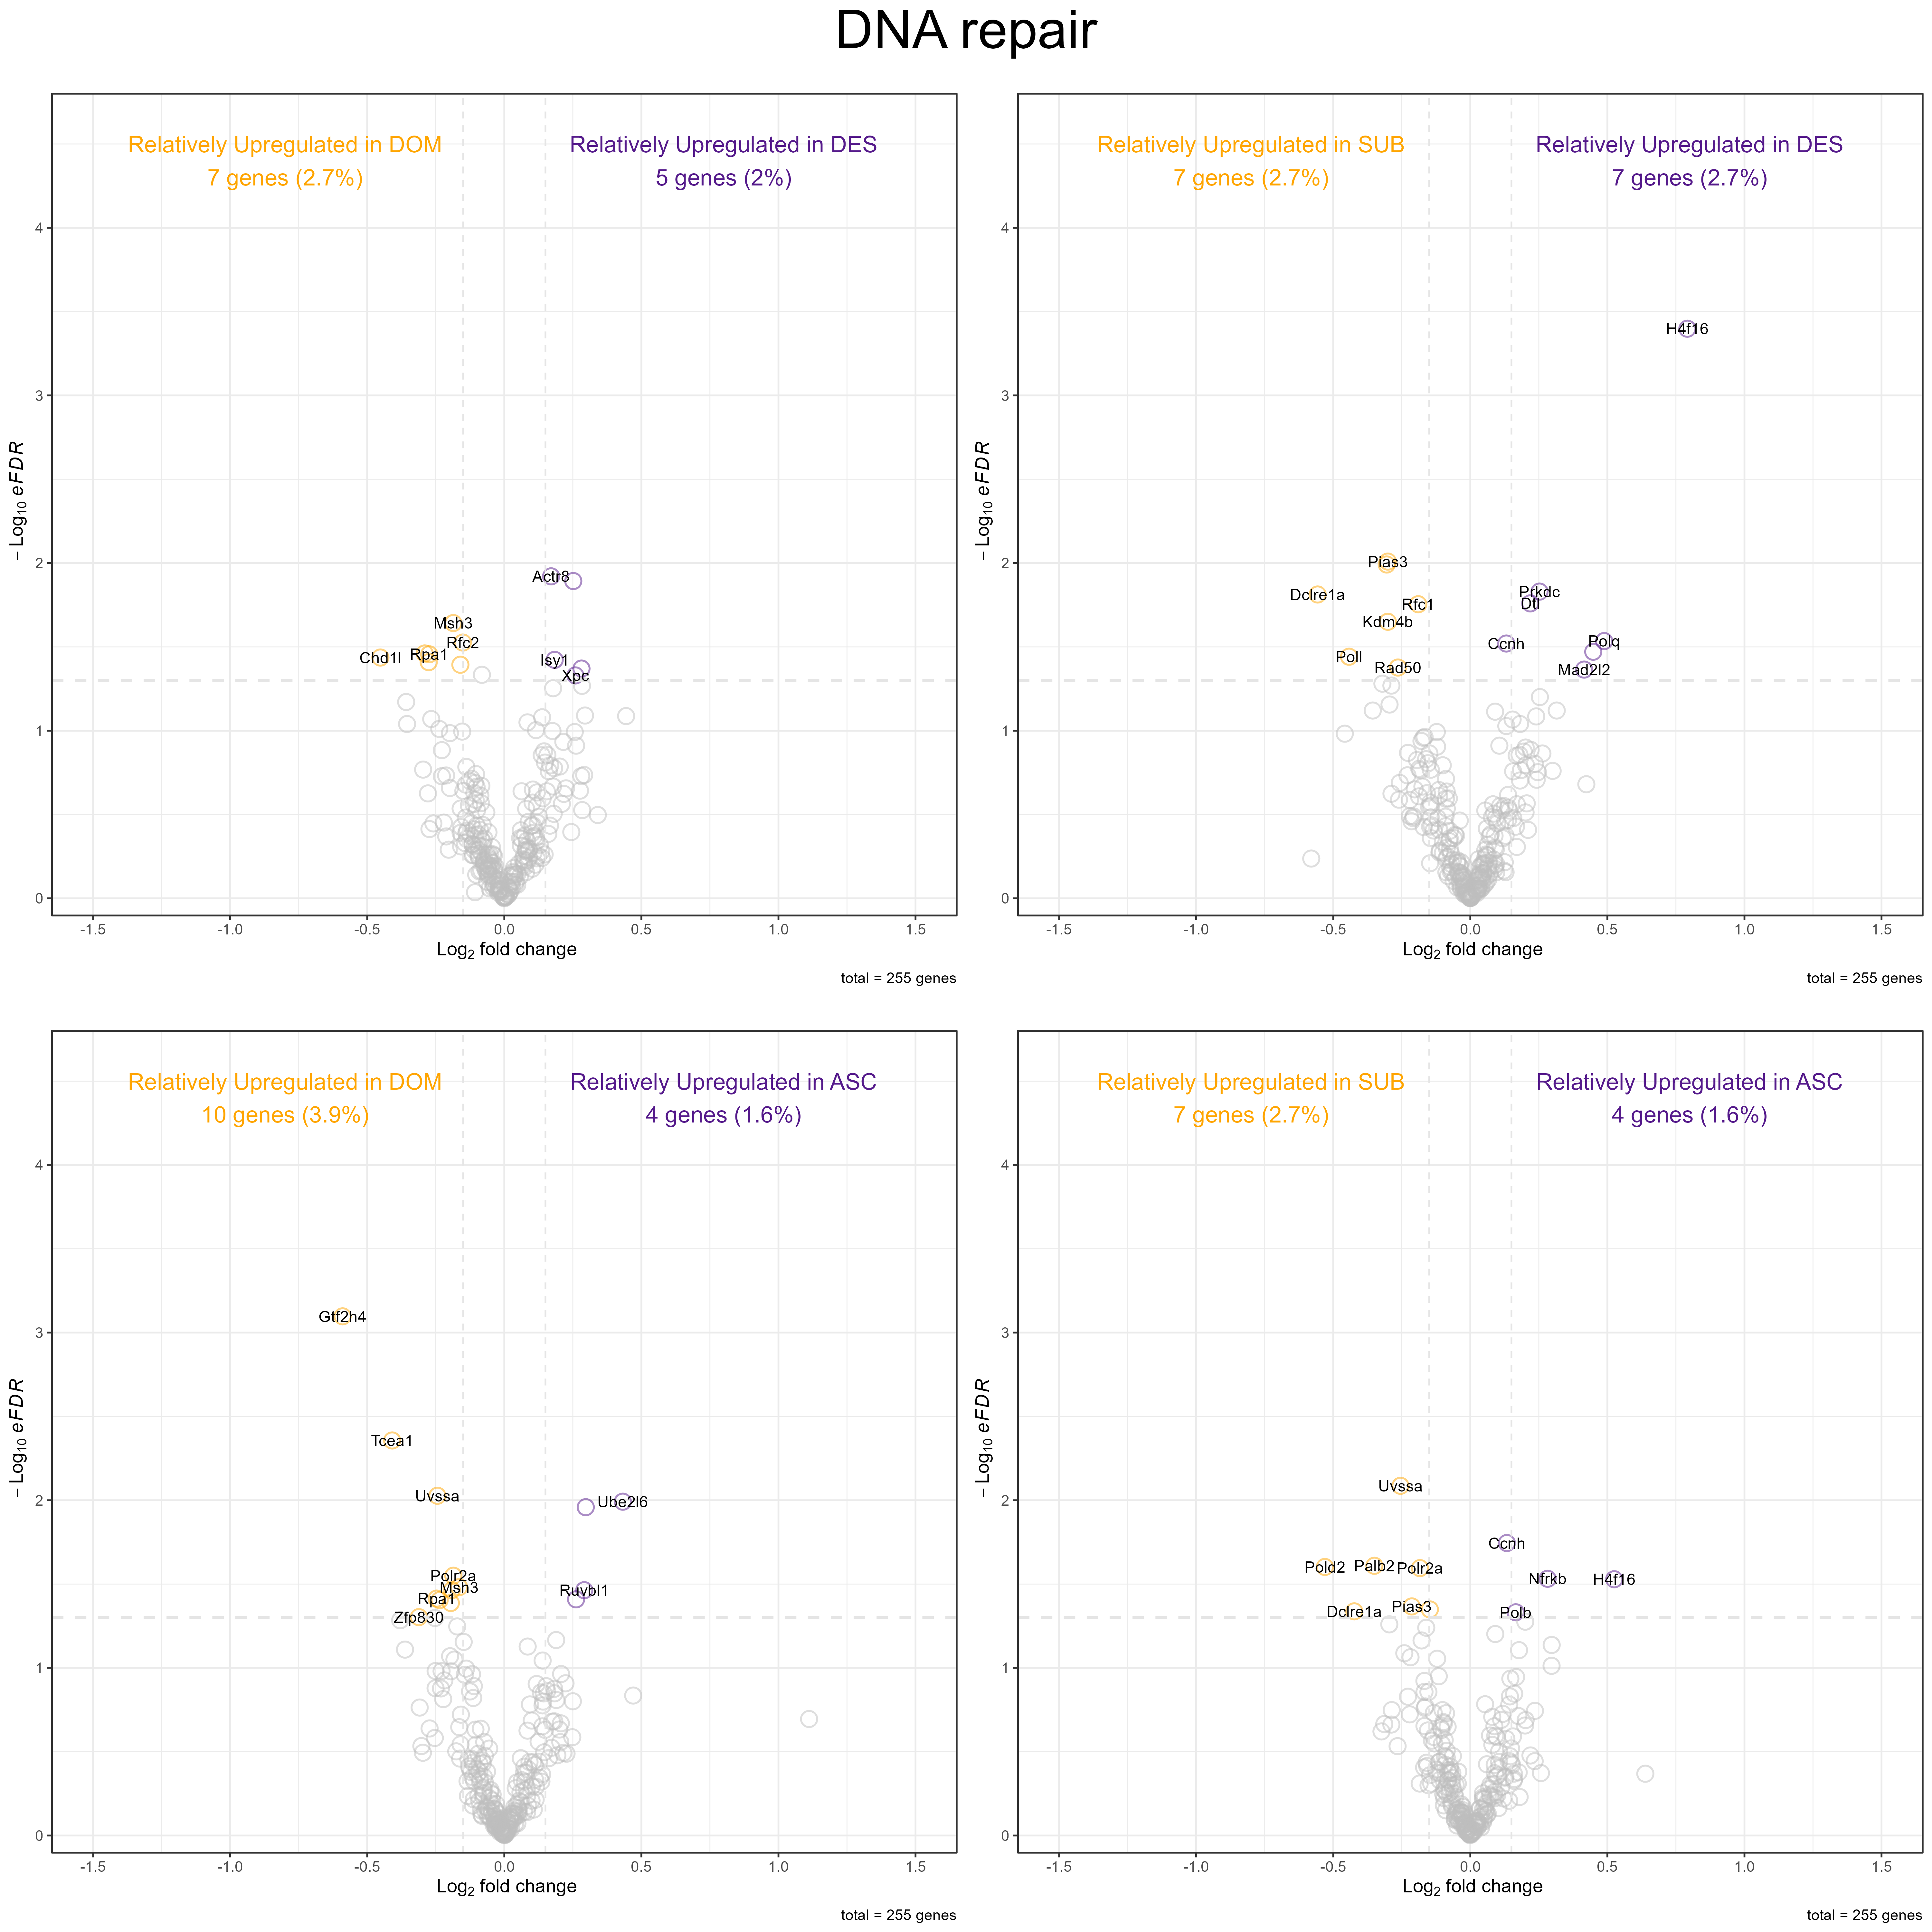 DNA repair
Relatively Upregulated in DOM
7 genes (2.7%)
Relatively Upregulated in DES
5 genes (2%)
4
3
2
1
0
− Log10 eFDR
Actr8
Msh3
Rfc2
Rpa1
Chd1l
Isy1
Xpc
-1.5 -1.0 -0.5 0.0 0.5 1.0 1.5
Log2 fold change
total = 255 genes
Relatively Upregulated in SUB
7 genes (2.7%)
Relatively Upregulated in DES
7 genes (2.7%)
4
3
2
1
0
− Log10 eFDR
H4f16
Pias3
Dclre1a
Prkdc
Rfc1
Dtl
Kdm4b
Ccnh
Polq
Poll
Rad50
Mad2l2
-1.5 -1.0 -0.5 0.0 0.5 1.0 1.5
Log2 fold change
total = 255 genes
Relatively Upregulated in DOM
10 genes (3.9%)
Relatively Upregulated in ASC
4 genes (1.6%)
4
3
2
1
0
− Log10 eFDR
Gtf2h4
Tcea1
Uvssa
Ube2l6
Polr2a
Msh3
Rpa1
Ruvbl1
Zfp830
-1.5 -1.0 -0.5 0.0 0.5 1.0 1.5
Log2 fold change
total = 255 genes
Relatively Upregulated in SUB
7 genes (2.7%)
Relatively Upregulated in ASC
4 genes (1.6%)
4
3
2
1
0
− Log10 eFDR
Uvssa
Ccnh
Pold2
Palb2
Polr2a
Nfrkb
H4f16
Dclre1a
Pias3
Polb
-1.5 -1.0 -0.5 0.0 0.5 1.0 1.5
Log2 fold change
total = 255 genes